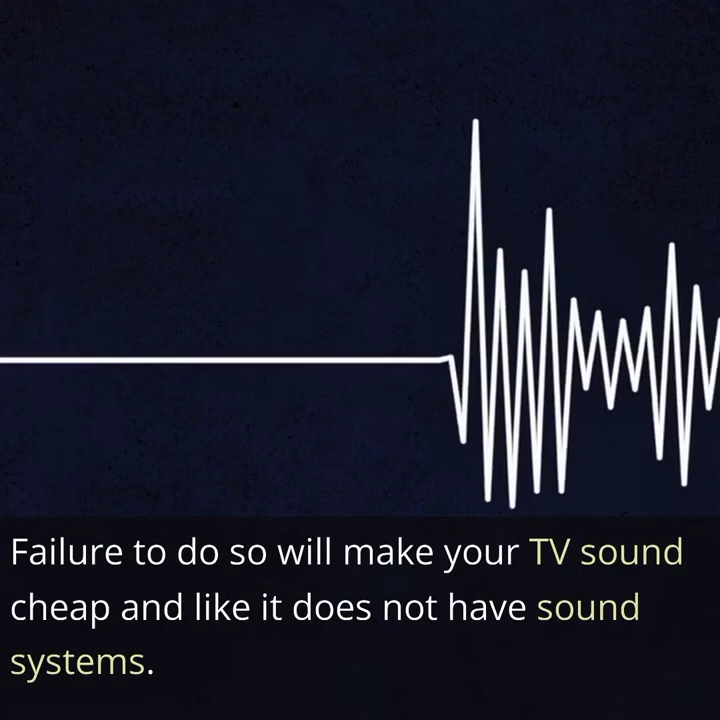 Failure to do so will make your TV sound
cheap and like it does not have sound
systems.